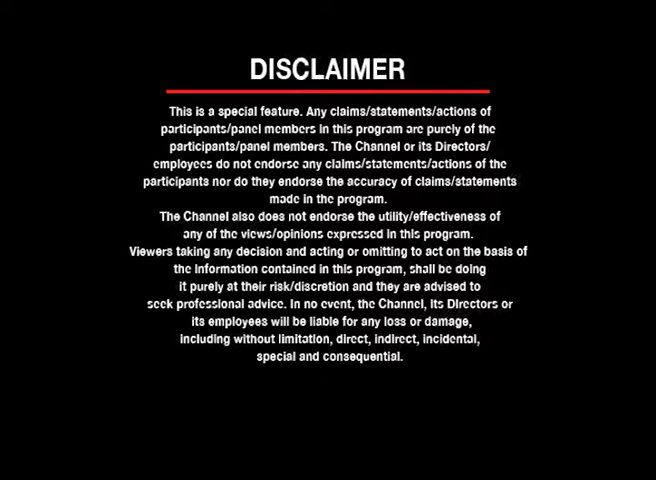 DISCLAIMER
This is a special feature. Any claims/statements/actions of
participants/panel members in this program are purely of the
participants/panel members. The Channel or its Directors/
employees do not endorse any claims/statements/actions of the
participants nor do they endorse the accuracy of claims/statements
made in the program.
The Channel also does not endorse the utility/effectiveness of
any of the views/opinions expressed in this program.
Viewers taking any decision and acting or omitting to act on the basis of
the information contained in this program, shall be doing
it purely at their risk/discretion and they are advised to
seek professional advice. In no event, the Channel, its Directors or
its employees will be liable for any loss or damage,
including without limitation, direct, indirect, incidental,
special and consequential.